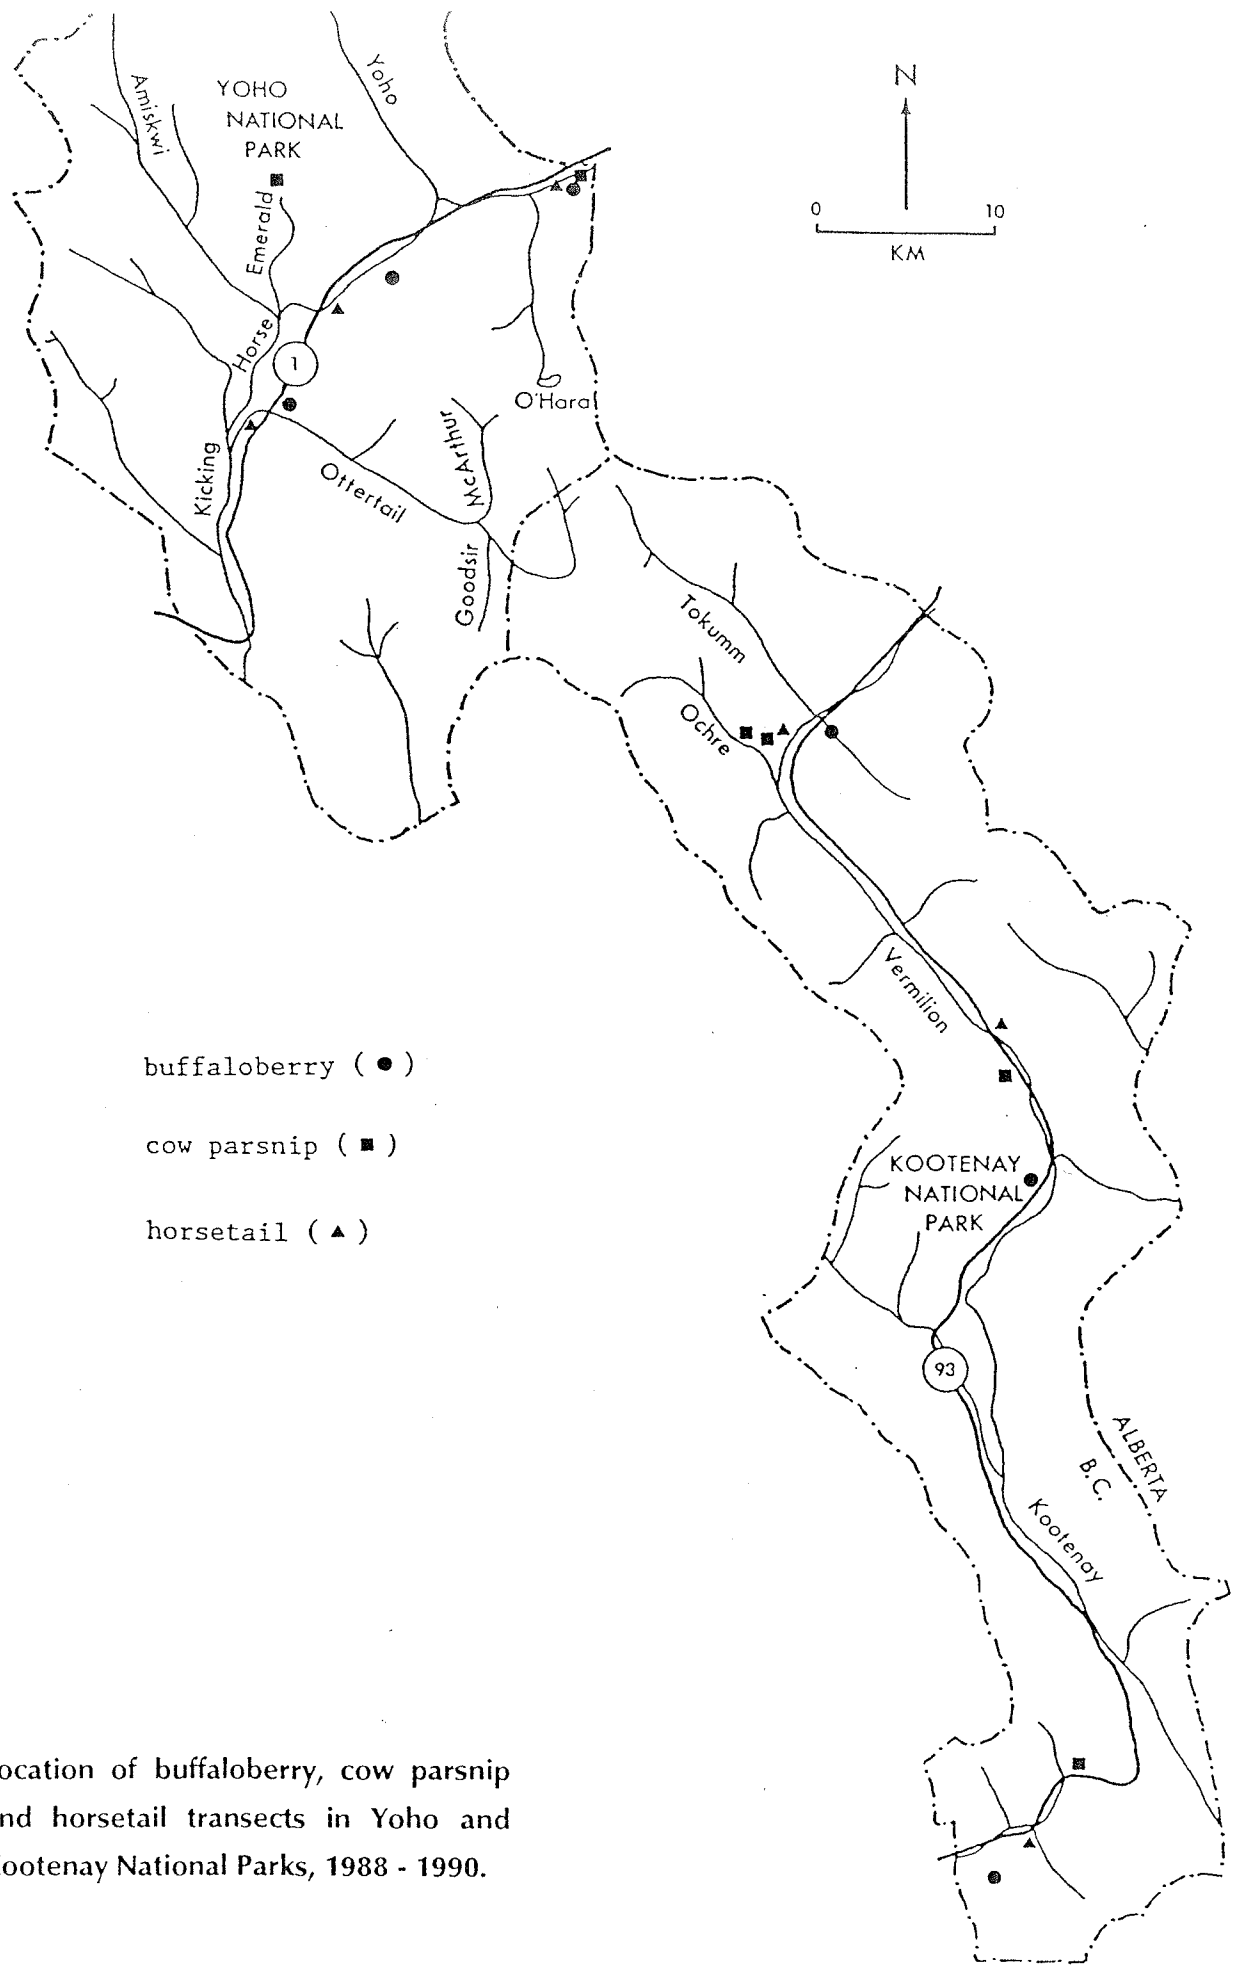 Amiskwi
YOHO
NATIONAL
PARK
Yoho
N
0 10
KM
Emerald
Horse
1
O'Hara
Kicking
Ottertail
McArthur
Goodsir
Tokumm
Ochre
Vermilion
buffaloberry ( ● )
cow parsnip ( ■ )
horsetail ( ▲ )
KOOTENAY
NATIONAL
PARK
93
ALBERTA
B.C.
Kootenay
ocation of buffaloberry, cow parsnip
nd horsetail transects in Yoho and
ootenay National Parks, 1988 - 1990.